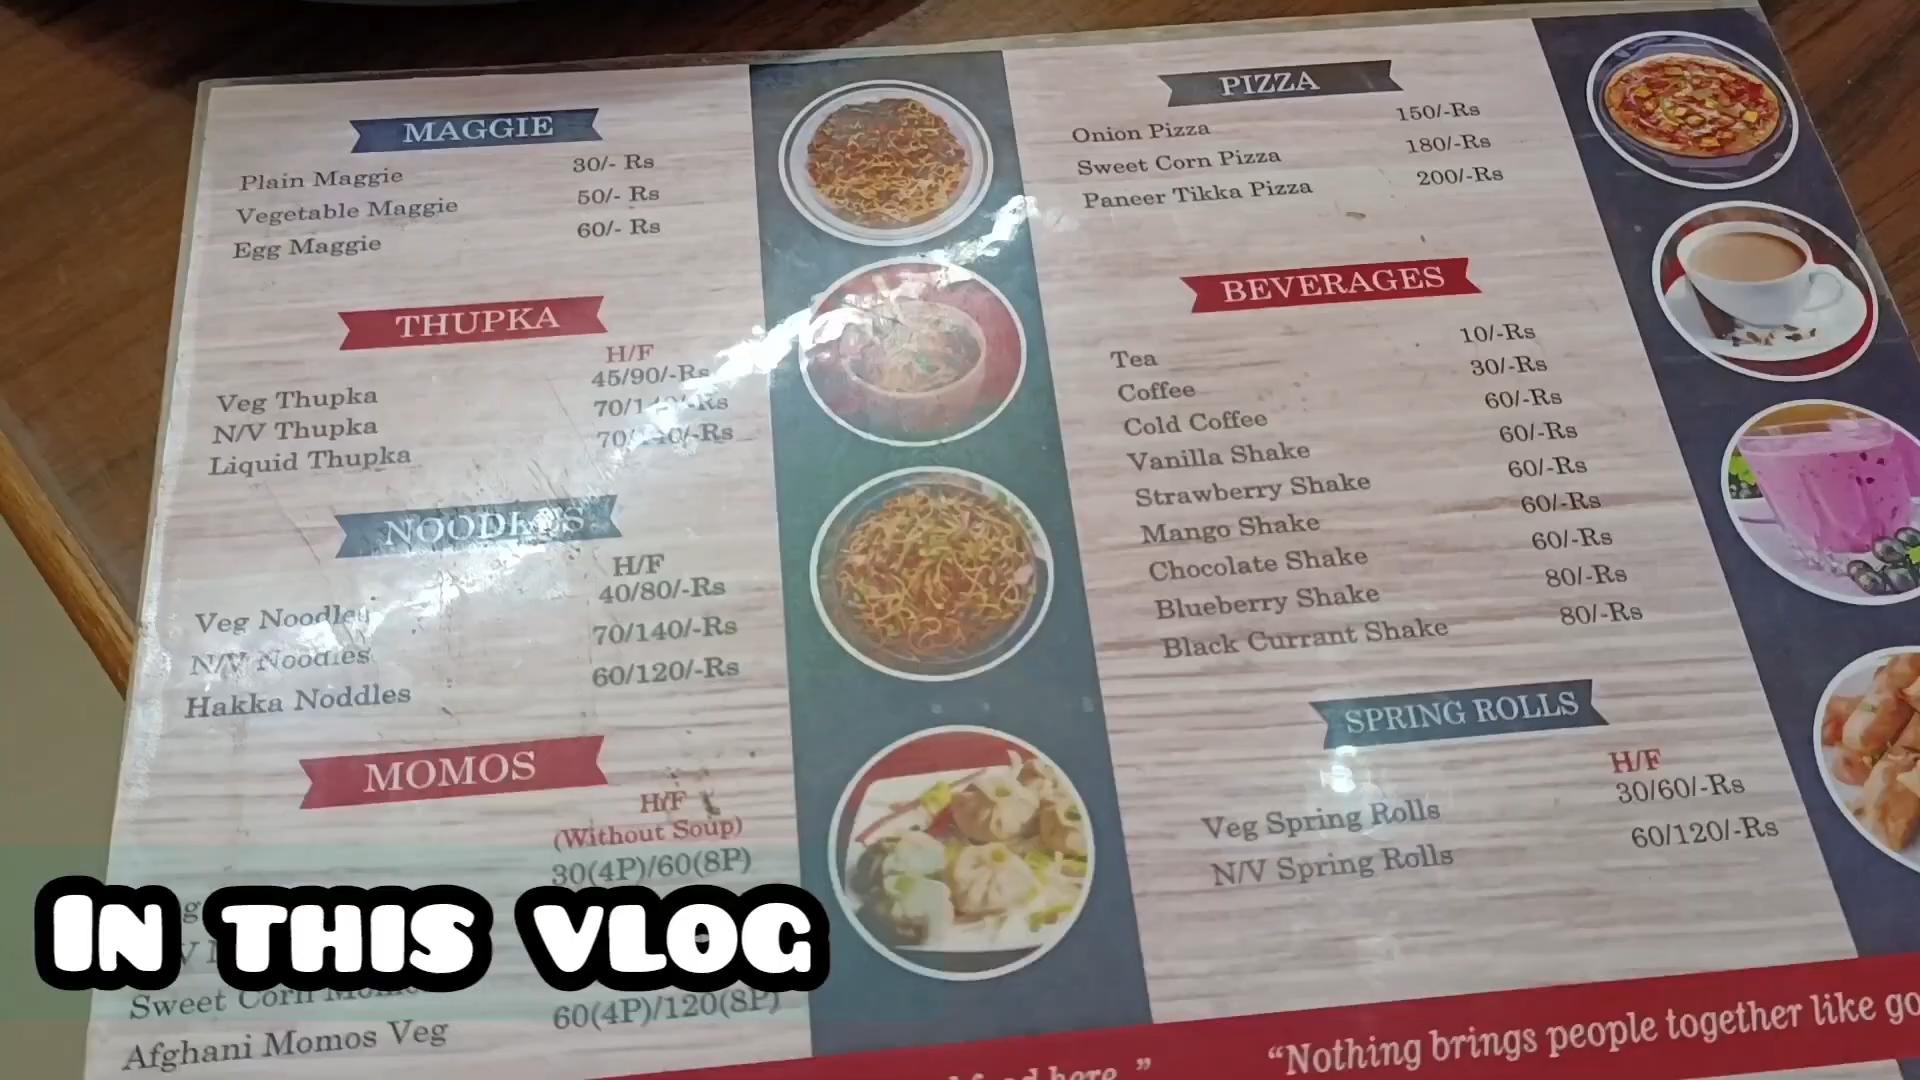 MAGGIE
Plain Maggie 30/- Rs
Vegetable Maggie 50/- Rs
Egg Maggie 60/- Rs
THUPKA
H/F
Veg Thupka 45/90/-Rs
N/V Thupka
Liquid Thupka
NOODLES
H/F
Veg Noodles 40/80/-Rs
N/V Noodles 70/140/-Rs
Hakka Noddles 60/120/-Rs
MOMOS
H/F
(Without Soup)
30(4P)/60(8P)
Sweet Corn
Afghani Momos Veg 60(4P)/120(8P)
PIZZA
Onion Pizza 150/-Rs
Sweet Corn Pizza 180/-Rs
Paneer Tikka Pizza 200/-Rs
BEVERAGES
Tea 10/-Rs
Coffee 30/-Rs
Cold Coffee 60/-Rs
Vanilla Shake 60/-Rs
Strawberry Shake 60/-Rs
Mango Shake 60/-Rs
Chocolate Shake 60/-Rs
Blueberry Shake 80/-Rs
Black Currant Shake 80/-Rs
SPRING ROLLS
H/F
Veg Spring Rolls 30/60/-Rs
N/V Spring Rolls 60/120/-Rs
here "
"Nothing brings people together like
IN THIS VLOG